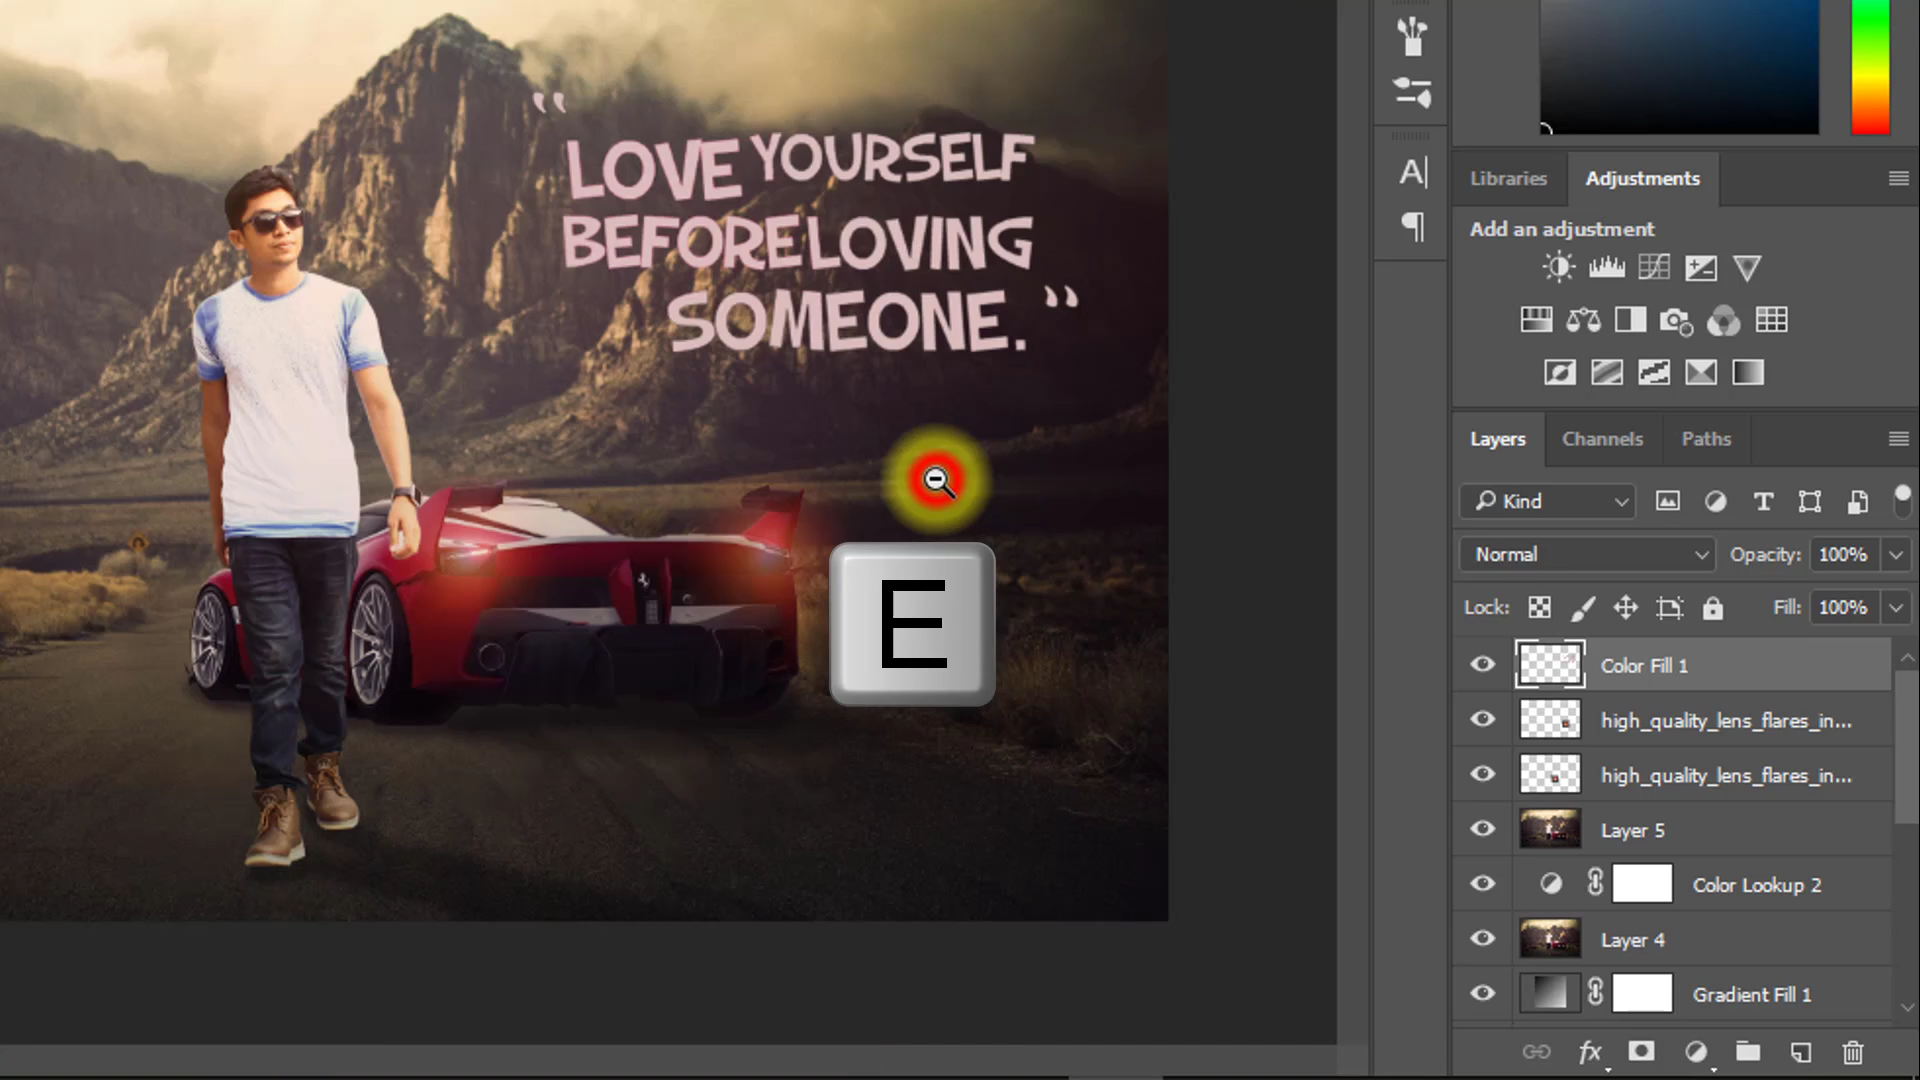 “
LOVE YOURSELF
BEFORE LOVING
SOMEONE. ”
E
A
Libraries
Adjustments
Add an adjustment
Layers
Channels
Paths
Kind
T
Normal
Opacity: 100%
Lock:
Fill: 100%
Color Fill 1
high_quality_lens_flares_in...
high_quality_lens_flares_in...
Layer 5
Color Lookup 2
Layer 4
Gradient Fill 1
fx